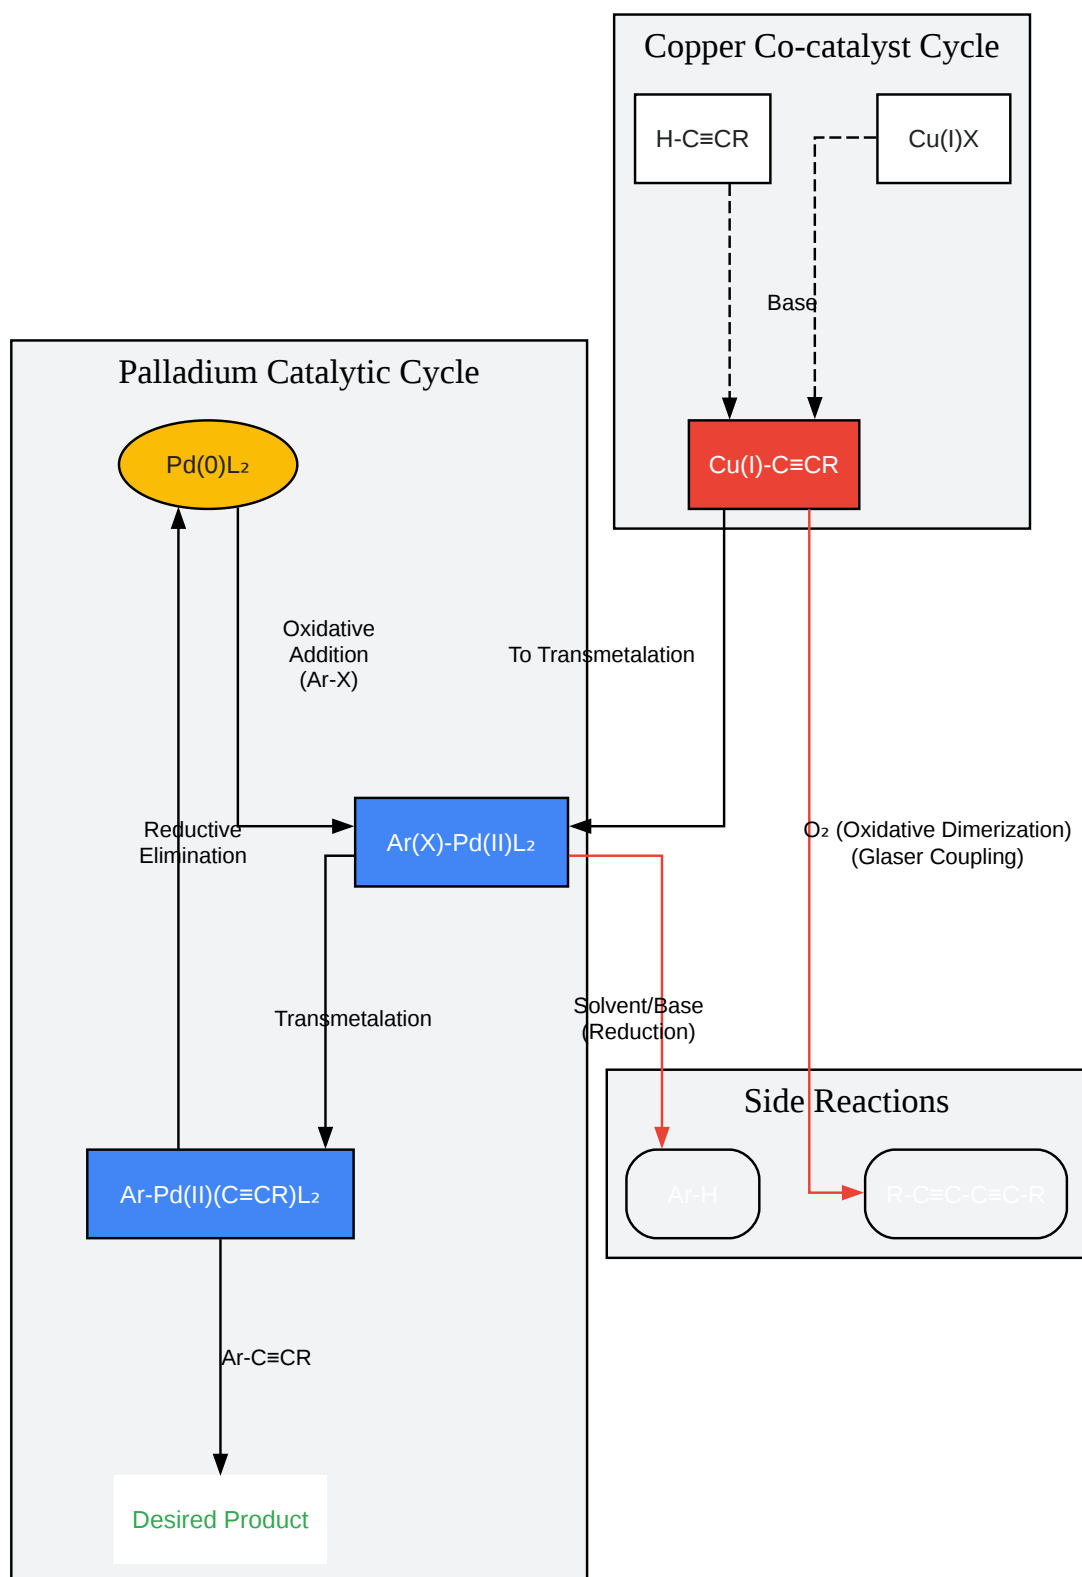 Copper Co-catalyst Cycle
H-C≡CR
Cu(I)X
Base
Palladium Catalytic Cycle
Pd(0)L₂
Cu(I)-C≡CR
Oxidative
Addition
(Ar-X)
To Transmetalation
Reductive
Elimination
Ar(X)-Pd(II)L₂
O₂ (Oxidative Dimerization)
(Glaser Coupling)
Transmetalation
Solvent/Base
(Reduction)
Side Reactions
Ar-Pd(II)(C≡CR)L₂
Ar-H
R-C≡C-C≡C-R
Ar-C≡CR
Desired Product